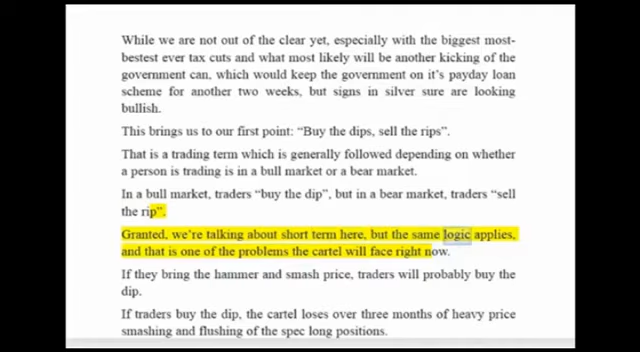 While we are not out of the clear yet, especially with the biggest most-
bestest ever tax cuts and what most likely will be another kicking of the
government can, which would keep the government on it's payday loan
scheme for another two weeks, but signs in silver sure are looking
bullish.
This brings us to our first point: “Buy the dips, sell the rips”.
That is a trading term which is generally followed depending on whether
a person is trading is in a bull market or a bear market.
In a bull market, traders “buy the dip”, but in a bear market, traders “sell
the rip”.
Granted, we're talking about short term here, but the same logic applies,
and that is one of the problems the cartel will face right now.
If they bring the hammer and smash price, traders will probably buy the
dip.
If traders buy the dip, the cartel loses over three months of heavy price
smashing and flushing of the spec long positions.